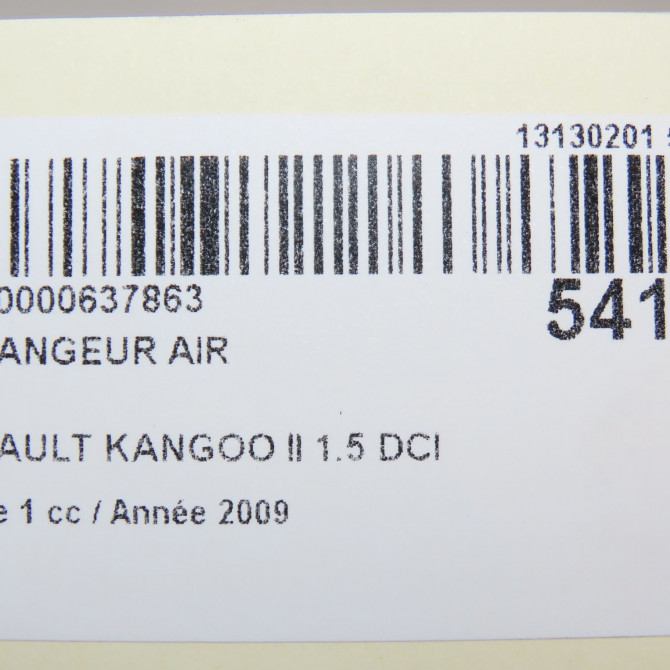 13130201
0000637863
541
ANGEUR AIR
AULT KANGOO II 1.5 DCI
e 1 cc / Année 2009